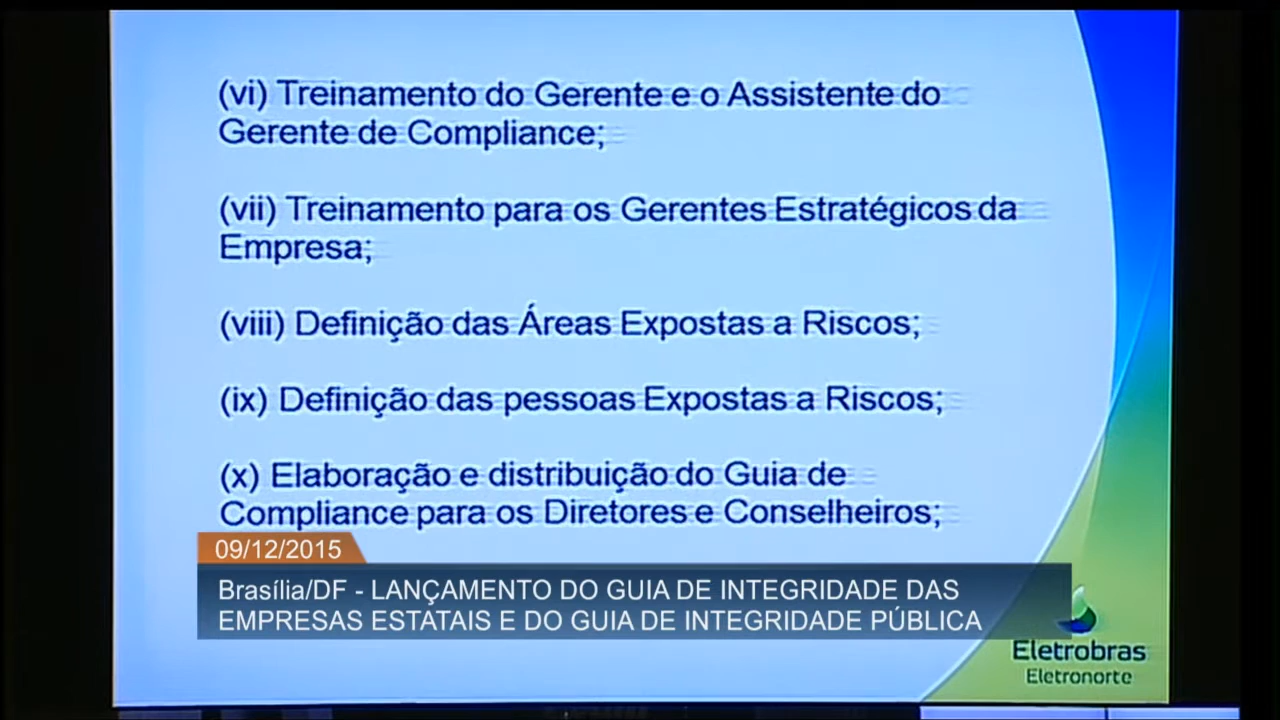 (vi) Treinamento do Gerente e o Assistente do
Gerente de Compliance;
(vii) Treinamento para os Gerentes Estratégicos da
Empresa;
(viii) Definição das Áreas Expostas a Riscos;
(ix) Definição das pessoas Expostas a Riscos;
(x) Elaboração e distribuição do Guia de
Compliance para os Diretores e Conselheiros;
09/12/2015
Brasília/DF - LANÇAMENTO DO GUIA DE INTEGRIDADE DAS
EMPRESAS ESTATAIS E DO GUIA DE INTEGRIDADE PÚBLICA
Eletrobras
Eletronorte